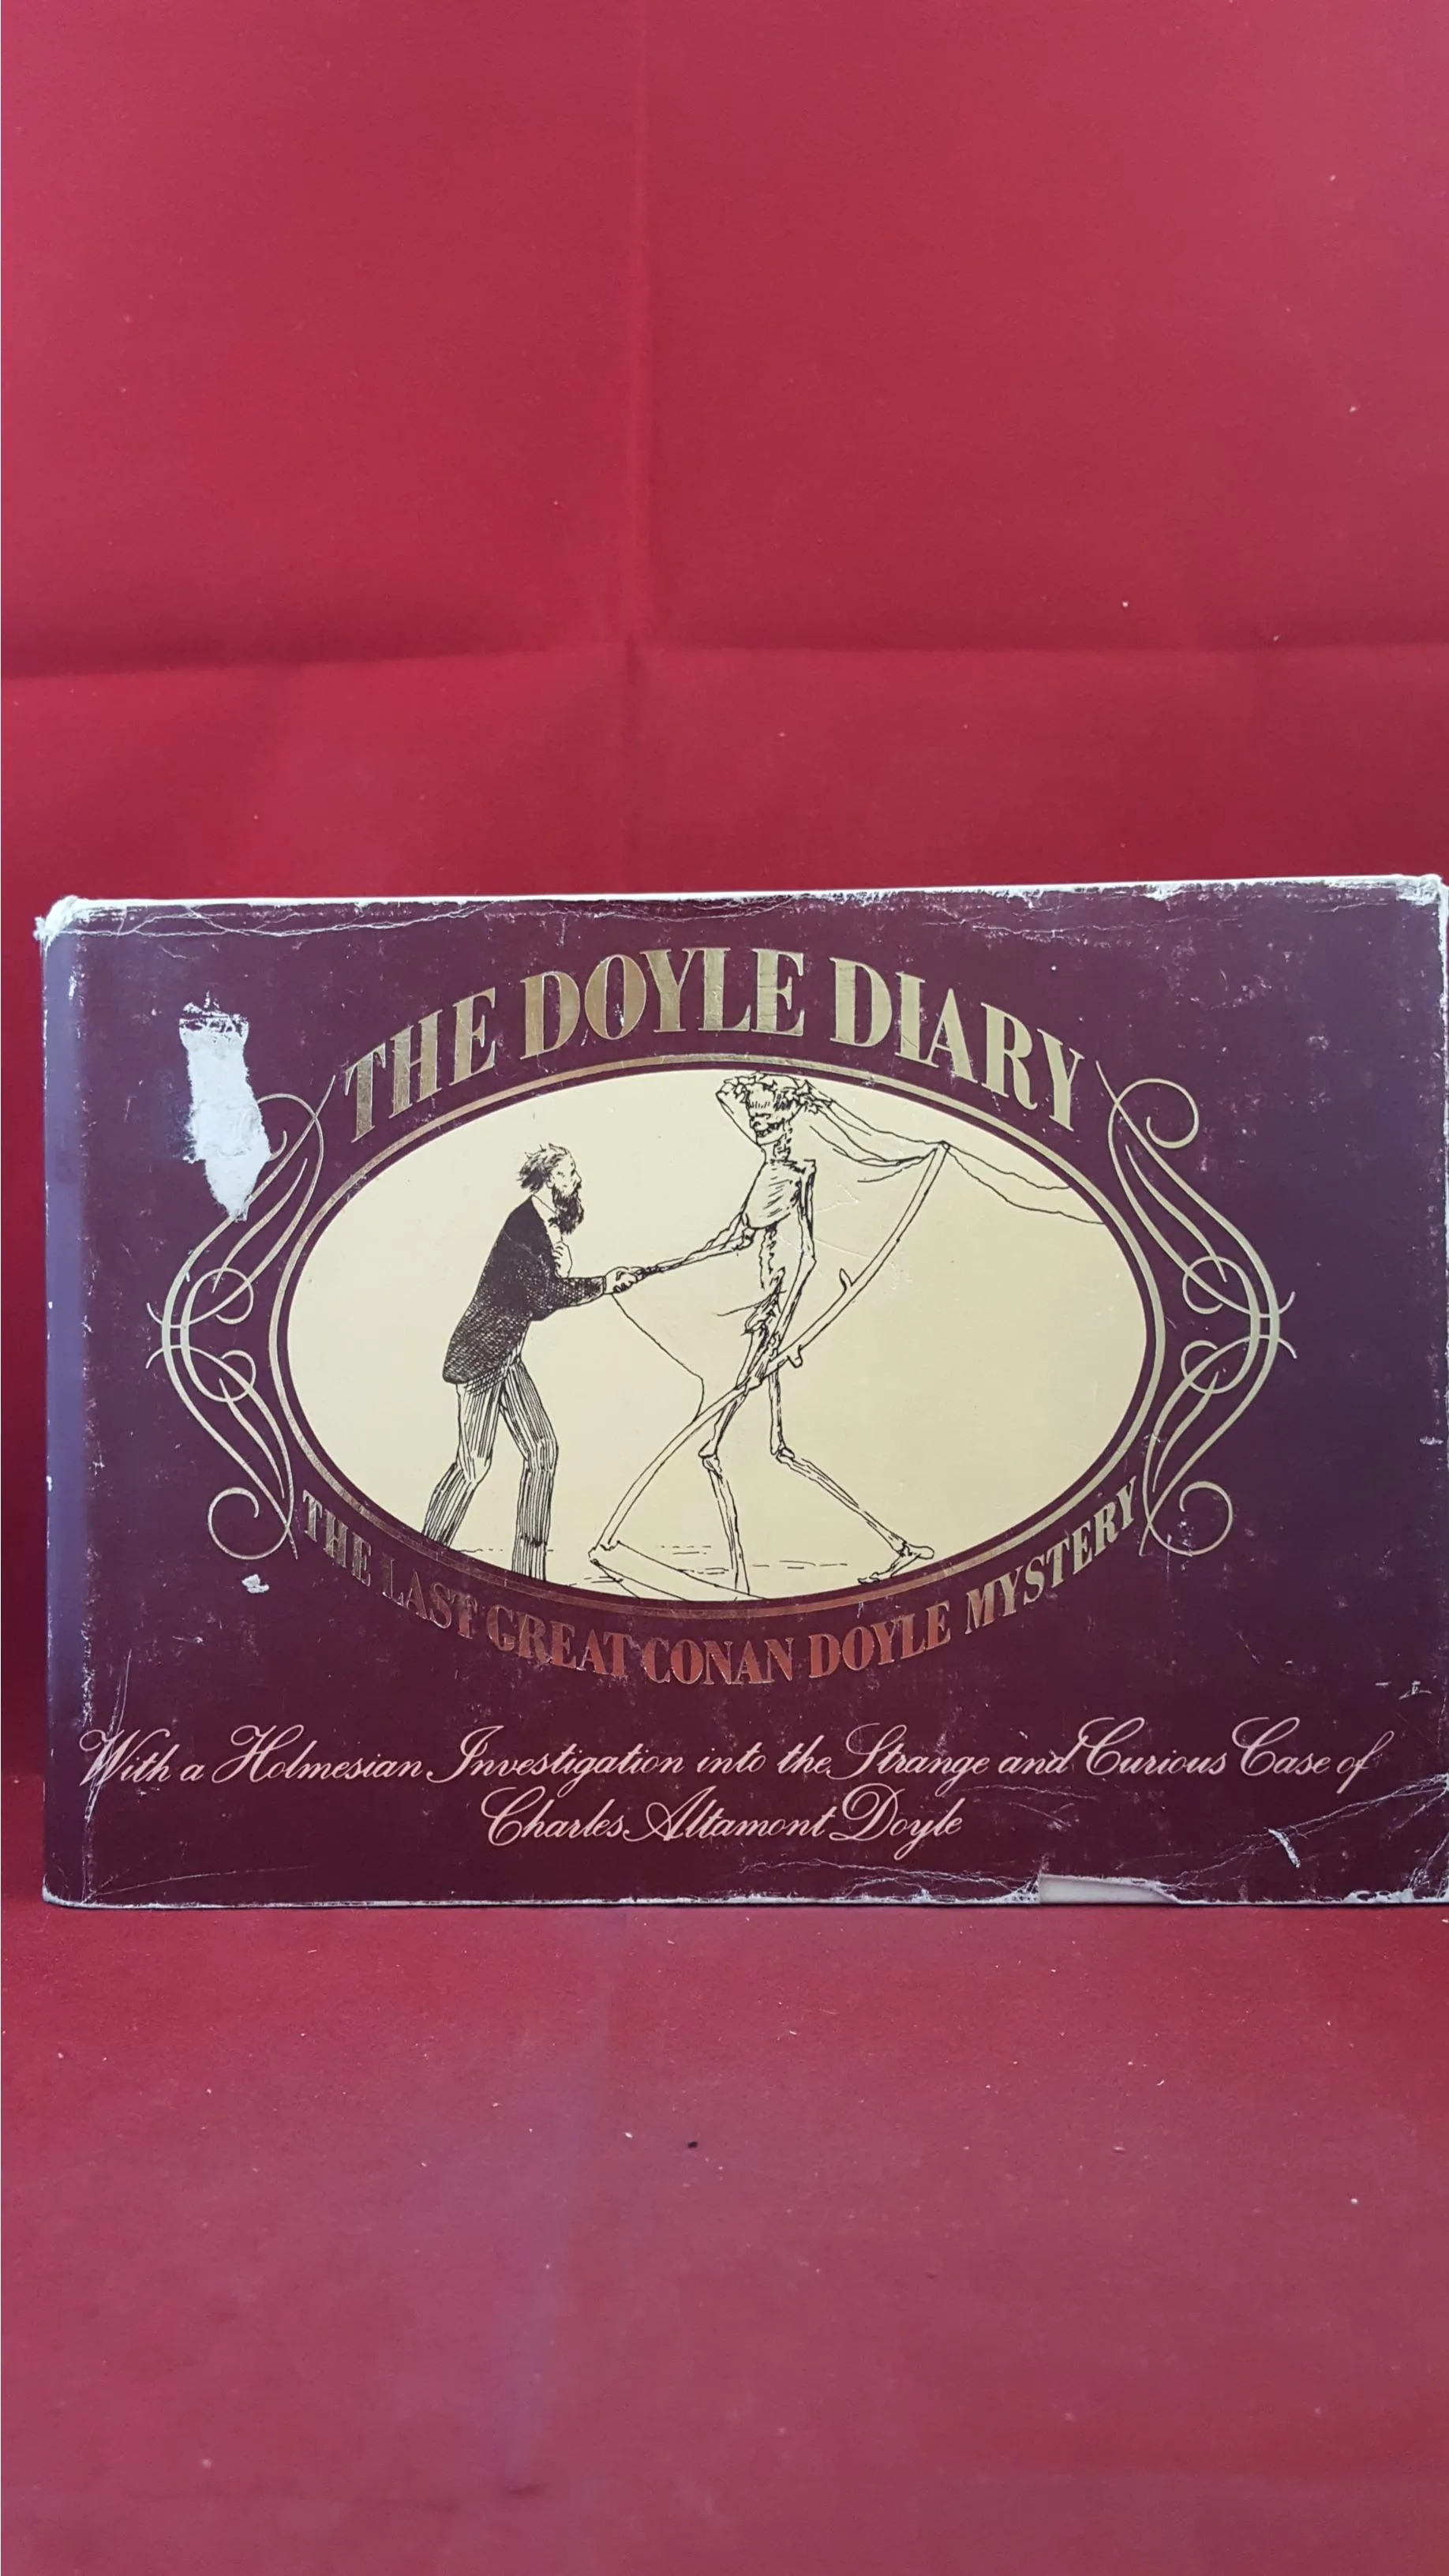 THE DOYLE DIARY
THE LAST GREAT CONAN DOYLE MYSTERY
With a Holmesian Investigation into the Strange and Curious Case of
Charles Altamont Doyle